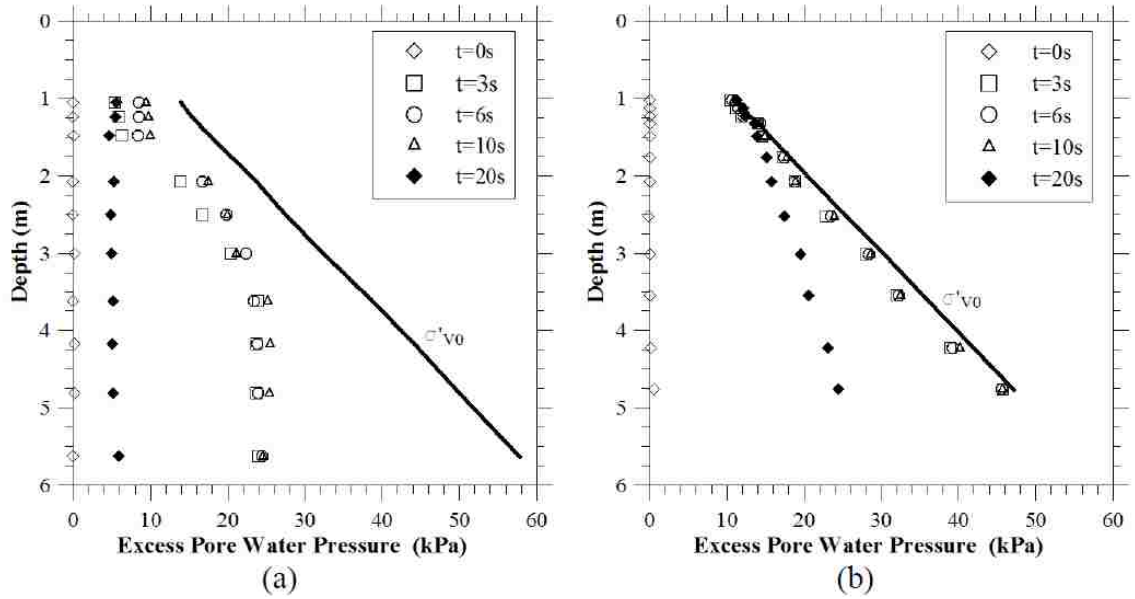 0
1
2
3
4
5
6
Depth (m)
t=0s
t=3s
t=6s
t=10s
t=20s
σ'V0
0 10 20 30 40 50 60
Excess Pore Water Pressure (kPa)
(a)
0
1
2
3
4
5
6
Depth (m)
t=0s
t=3s
t=6s
t=10s
t=20s
σ'V0
0 10 20 30 40 50 60
Excess Pore Water Pressure (kPa)
(b)